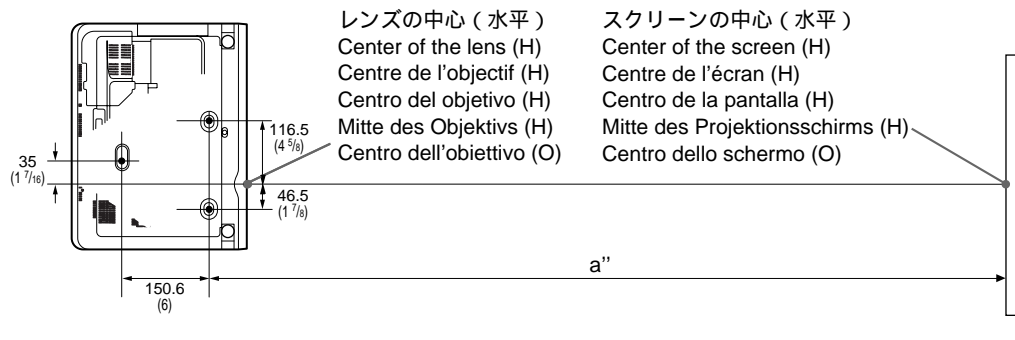 レンズの中心（水平）
Center of the lens (H)
Centre de l'objectif (H)
Centro del objetivo (H)
Mitte des Objektivs (H)
Centro dell'obiettivo (O)
スクリーンの中心（水平）
Center of the screen (H)
Centre de l'écran (H)
Centro de la pantalla (H)
Mitte des Projektionsschirms (H)
Centro dello schermo (O)
116.5
(4 5/8)
35
(1 7/16)
46.5
(1 7/8)
a''
150.6
(6)